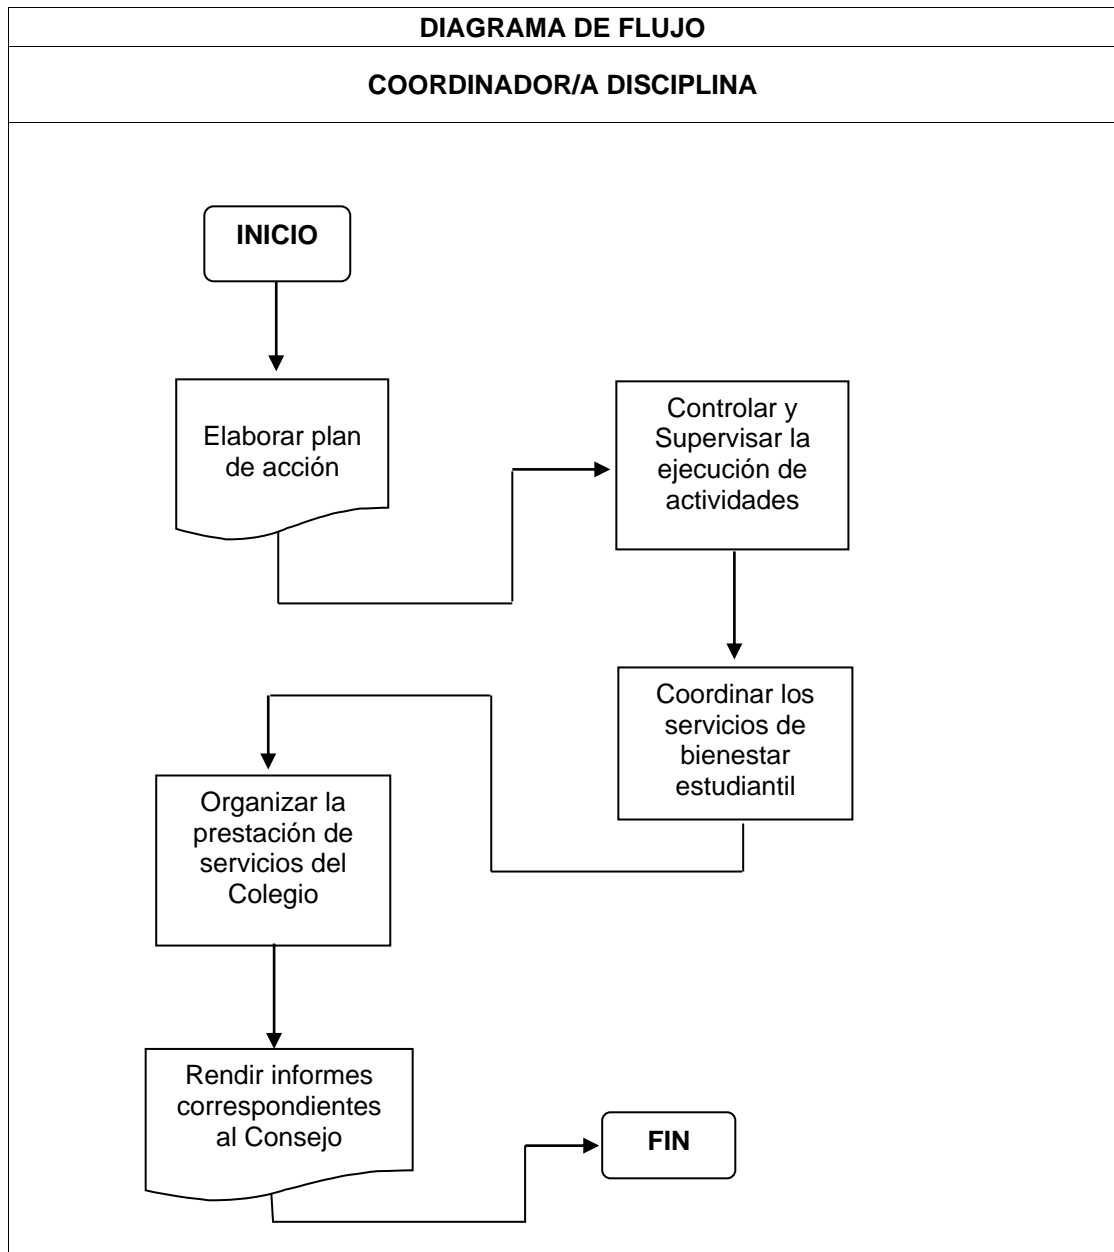 DIAGRAMA DE FLUJO
COORDINADOR/A DISCIPLINA
INICIO
Elaborar plan
de acción
Controlar y
Supervisar la
ejecución de
actividades
Coordinar los
servicios de
bienestar
estudiantil
Organizar la
prestación de
servicios del
Colegio
Rendir informes
correspondientes
al Consejo
FIN